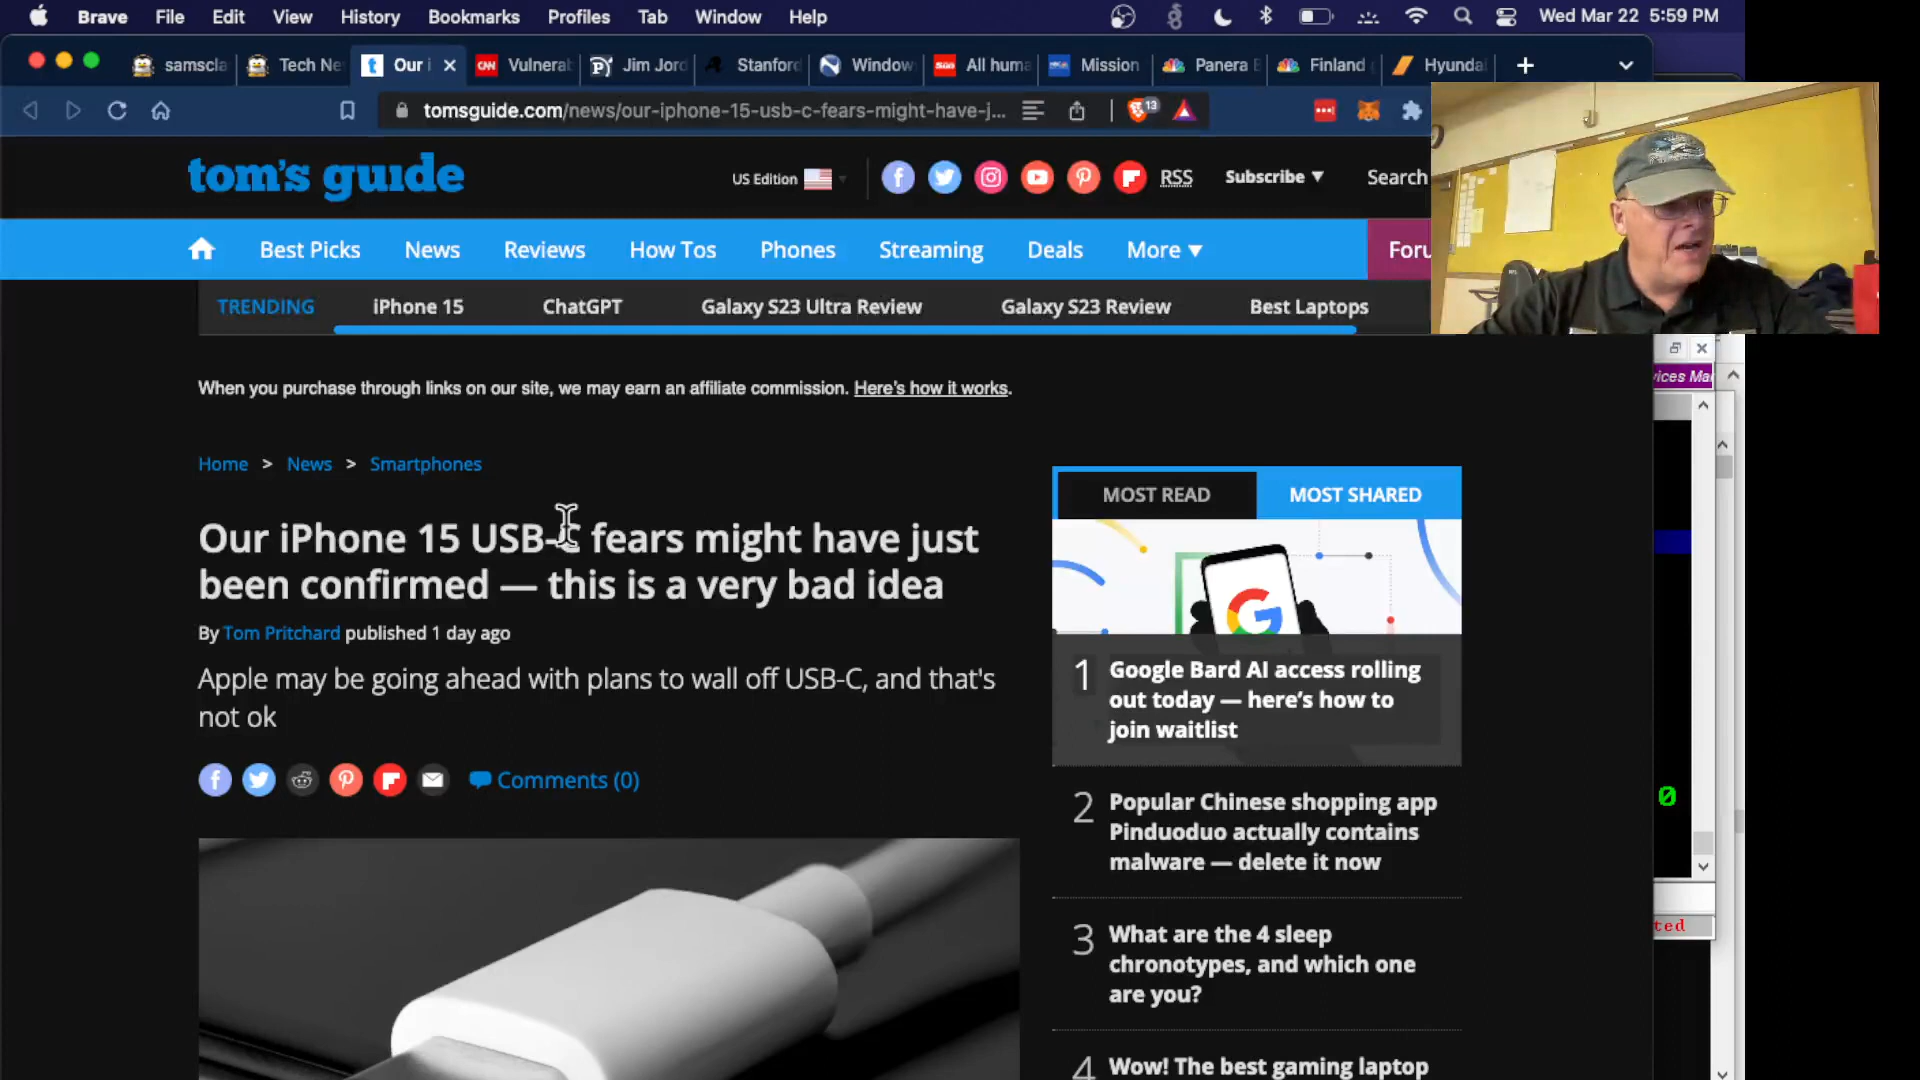 Brave File Edit View History Bookmarks Profiles Tab Window Help Wed Mar 22 5:59 PM
samscla Tech Ne Our i CNN Vulnerab Jim Jord Stanford Window All huma Mission Panera Finland Hyundai
tomsguide.com/news/our-iphone-15-usb-c-fears-might-have-j... 13
tom's guide
US Edition RSS Subscribe ▼ Search
Best Picks News Reviews How Tos Phones Streaming Deals More ▼ Foru
TRENDING iPhone 15 ChatGPT Galaxy S23 Ultra Review Galaxy S23 Review Best Laptops
vices Mar
When you purchase through links on our site, we may earn an affiliate commission. Here's how it works.
Home > News > Smartphones
Our iPhone 15 USB-C fears might have just
been confirmed — this is a very bad idea
By Tom Pritchard published 1 day ago
Apple may be going ahead with plans to wall off USB-C, and that's
not ok
Comments (0)
MOST READ MOST SHARED
1 Google Bard AI access rolling
out today — here's how to
join waitlist
2 Popular Chinese shopping app
Pinduoduo actually contains
malware — delete it now
3 What are the 4 sleep
chronotypes, and which one
are you?
4 Wow! The best gaming laptop
0
ted